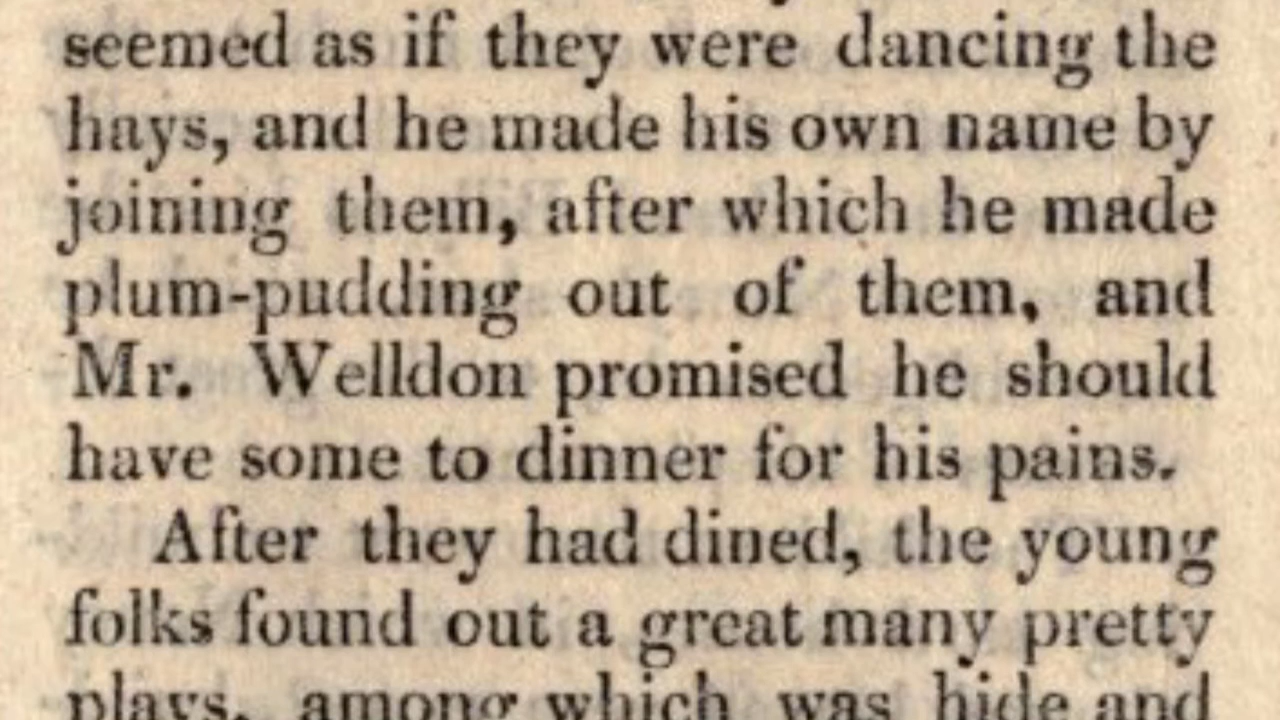 seemed as if they were dancing the
hays, and he made his own name by
joining them, after which he made
plum-pudding out of them, and
Mr. Welldon promised he should
have some to dinner for his pains.
After they had dined, the young
folks found out a great many pretty
plays, among which was hide and